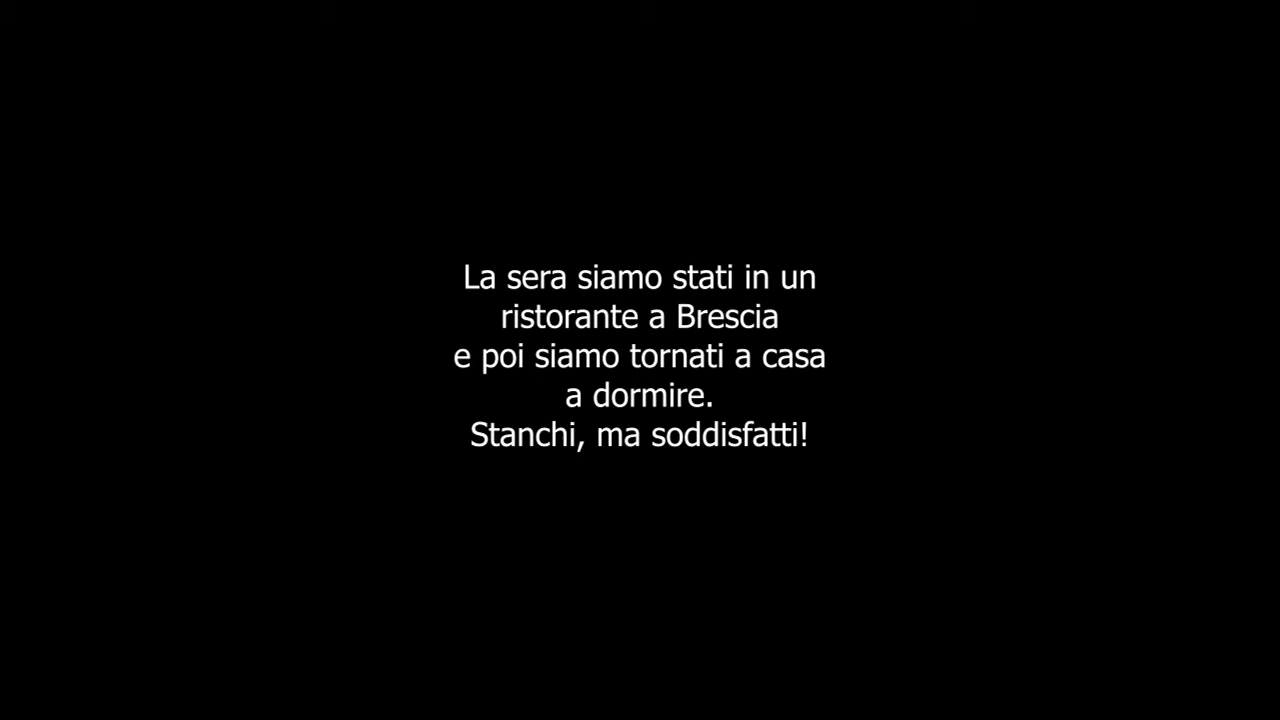 La sera siamo stati in un
ristorante a Brescia
e poi siamo tornati a casa
a dormire.
Stanchi, ma soddisfatti!